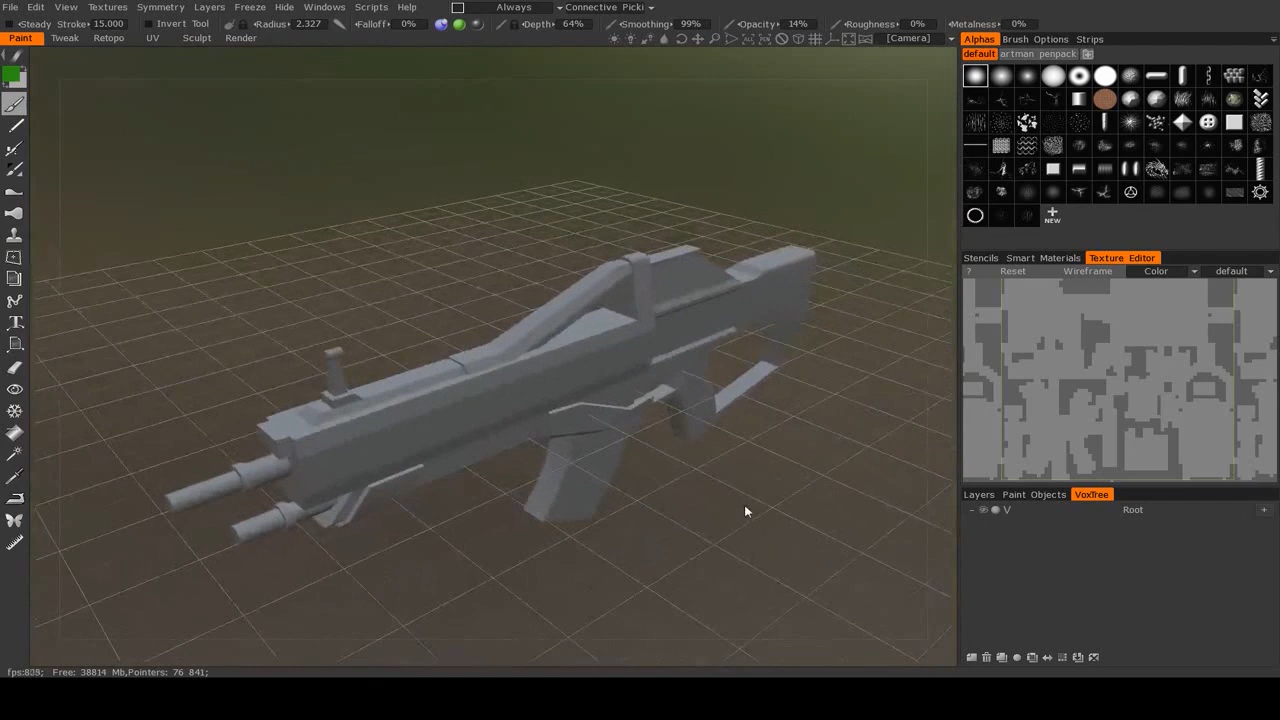 File Edit View Textures Symmetry Layers Freeze Hide Windows Scripts Help Always Connective Picki
Steady Stroke 15.000 Invert Tool Radius 2.327 Falloff 0% Depth 64% Smoothing 99% Opacity 14% Roughness 0% Metalness 0%
Paint Tweak Retopo UV Sculpt Render [Camera]
Alphas Brush Options Strips
default artman penpack
NEW
Stencils Smart Materials Texture Editor
? Reset Wireframe Color default
Layers Paint Objects VoxTree
V Root +
Free: 38814 Mb,Pointers: 76 841;